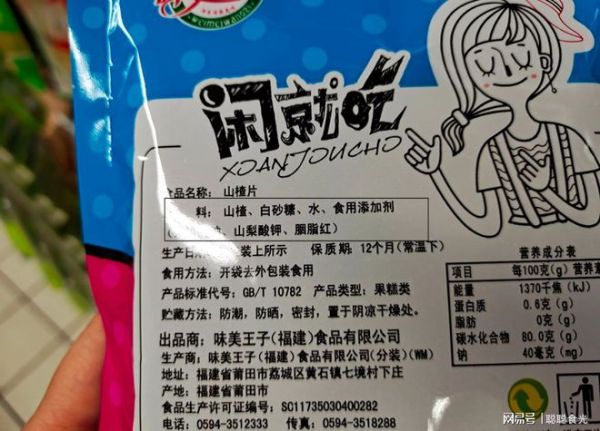 WEIMEIWANGZI
闲就吃
XOANJOUCHO
食品名称: 山楂片
料: 山楂、白砂糖、水、食用添加剂
山梨酸钾、胭脂红)
生产日 装上所示 保质期: 12个月(常温下)
食用方法: 开袋去外包装食用
产品标准代号: GB/T 10782 产品类型: 果糕类
贮藏方法: 防潮, 防晒, 密封, 置于阴凉干燥处。
出品商: 味美王子(福建)食品有限公司
生产商: 味美王子(福建)食品有限公司(分装)(WM)
地址: 福建省莆田市荔城区黄石镇七境村下庄
产地: 福建省莆田市
食品生产许可证编号: SC11735030400282
电话: 0594-3512333 传真: 0594-3518288
营养成分表
项目 每100克(g) 营养素
能量 1370千焦(kJ)
蛋白质 0.6克(g)
脂肪 0克(g)
碳水化合物 80.0克(g)
钠 40毫克(mg)
网易号 | 聪聪食光